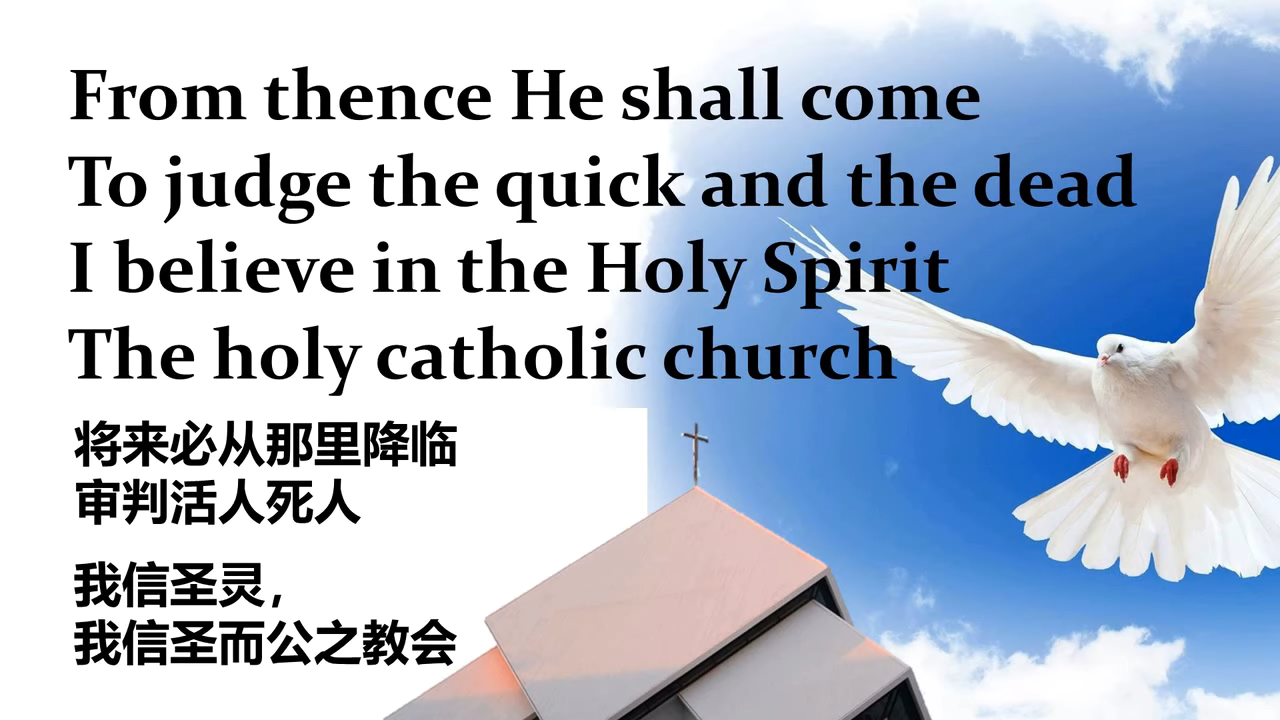 From thence He shall come
To judge the quick and the dead
I believe in the Holy Spirit
The holy catholic church
将来必从那里降临
审判活人死人
我信圣灵，
我信圣而公之教会